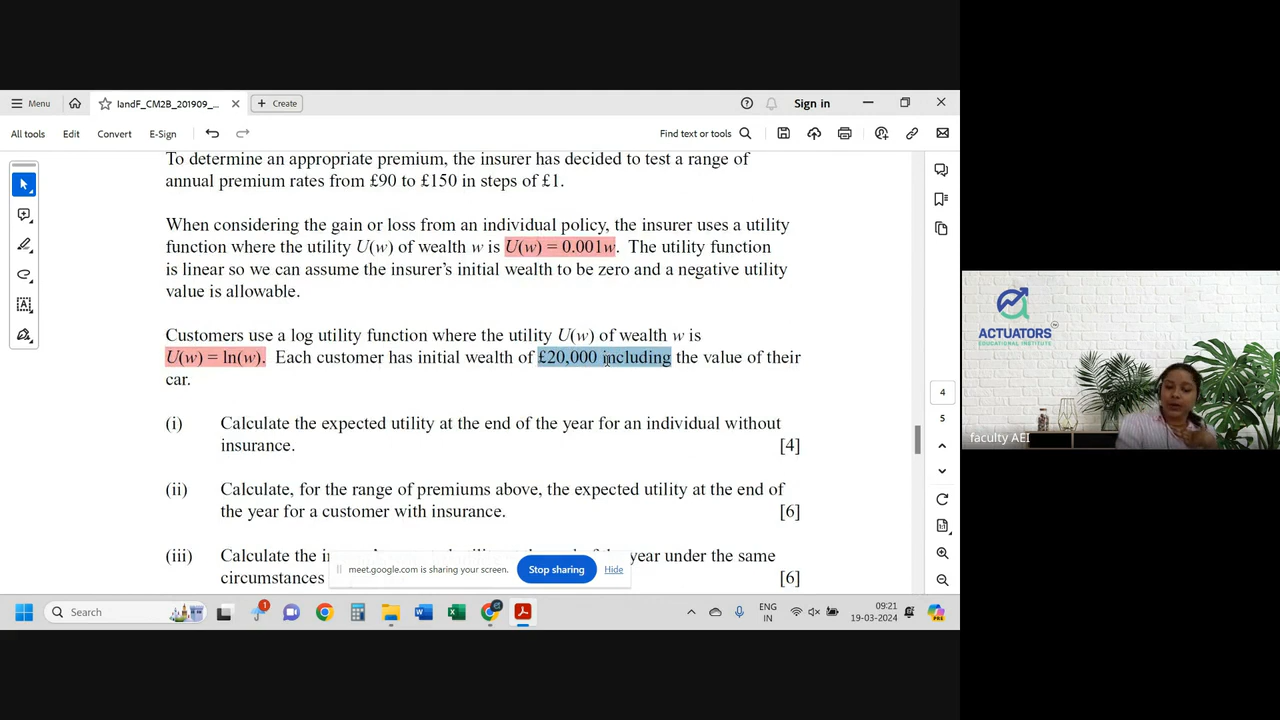 Menu
IandF_CM2B_201909_...
Create
Sign in
All tools
Edit
Convert
E-Sign
Find text or tools
To determine an appropriate premium, the insurer has decided to test a range of
annual premium rates from £90 to £150 in steps of £1.
When considering the gain or loss from an individual policy, the insurer uses a utility
function where the utility U(w) of wealth w is U(w) = 0.001w. The utility function
is linear so we can assume the insurer's initial wealth to be zero and a negative utility
value is allowable.
Customers use a log utility function where the utility U(w) of wealth w is
U(w) = ln(w). Each customer has initial wealth of £20,000 including the value of their
car.
(i) Calculate the expected utility at the end of the year for an individual without
insurance. [4]
(ii) Calculate, for the range of premiums above, the expected utility at the end of
the year for a customer with insurance. [6]
(iii) Calculate the year under the same
circumstances [6]
meet.google.com is sharing your screen.
Stop sharing
Hide
4
5
ACTUATORS
EDUCATIONAL INSTITUTE
faculty AEI
Search
1
ENG
IN
09:21
19-03-2024